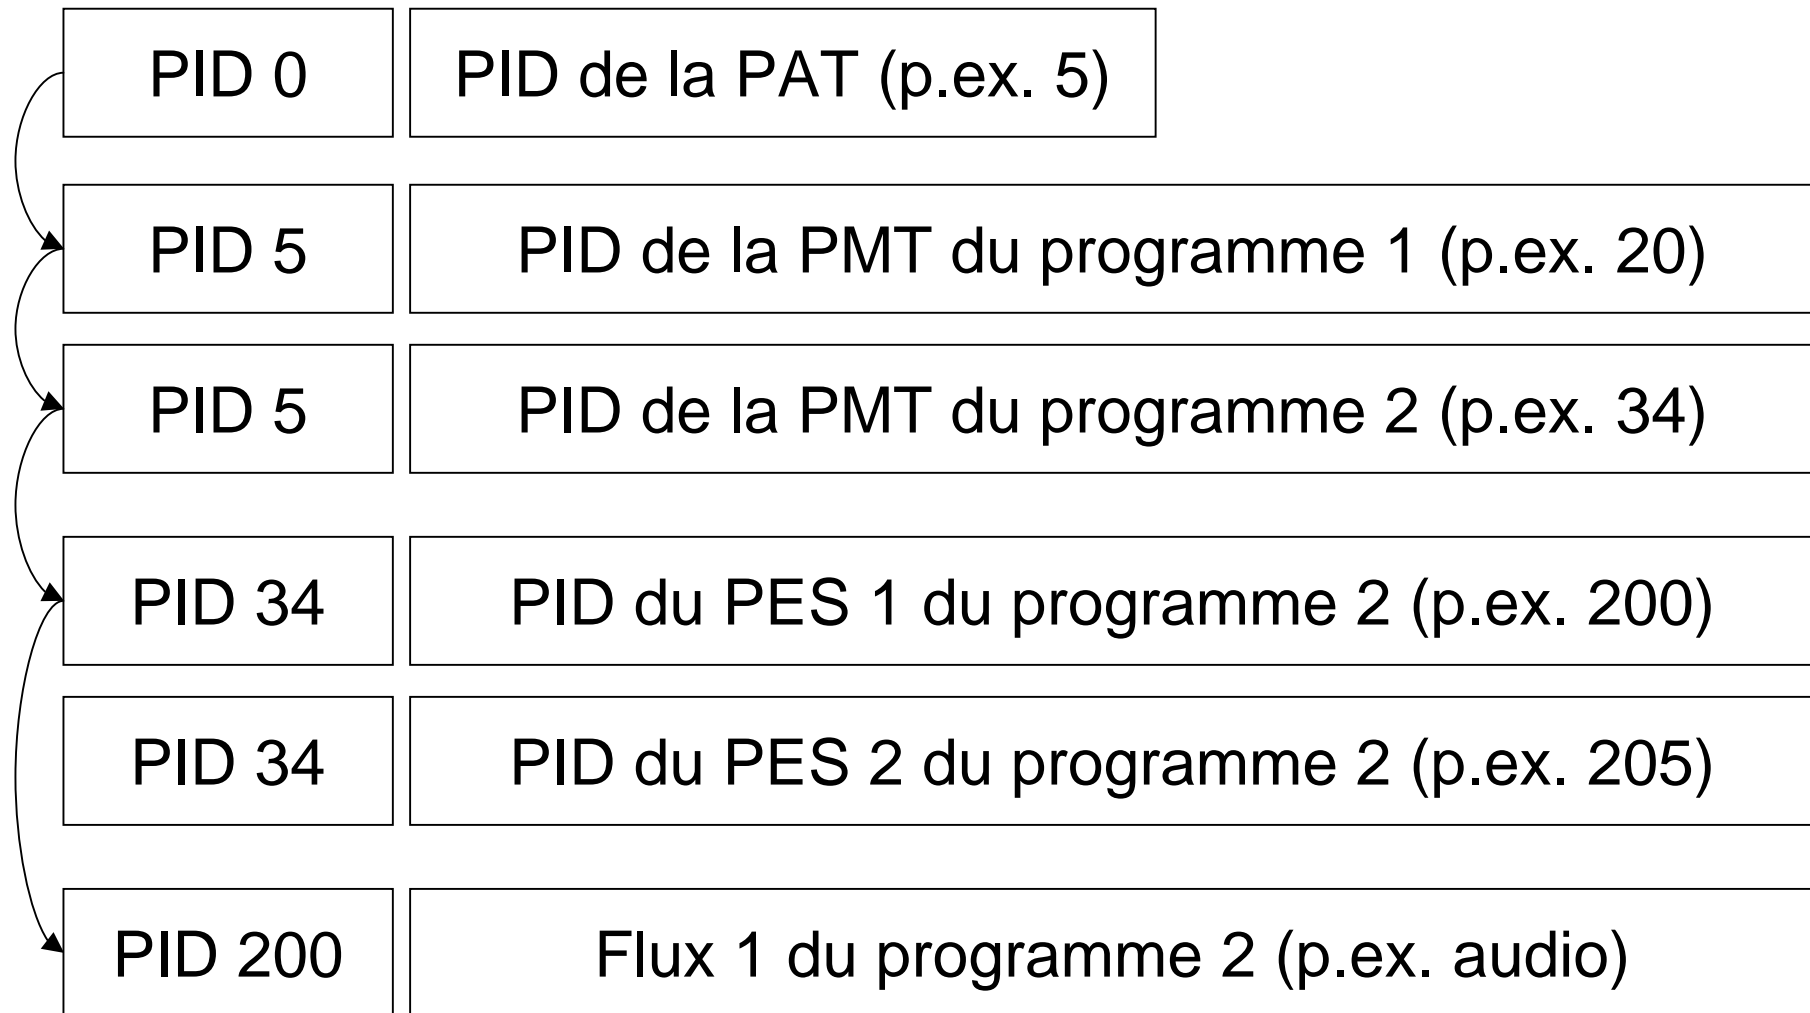 PID 0 PID de la PAT (p.ex. 5)
PID 5 PID de la PMT du programme 1 (p.ex. 20)
PID 5 PID de la PMT du programme 2 (p.ex. 34)
PID 34 PID du PES 1 du programme 2 (p.ex. 200)
PID 34 PID du PES 2 du programme 2 (p.ex. 205)
PID 200 Flux 1 du programme 2 (p.ex. audio)